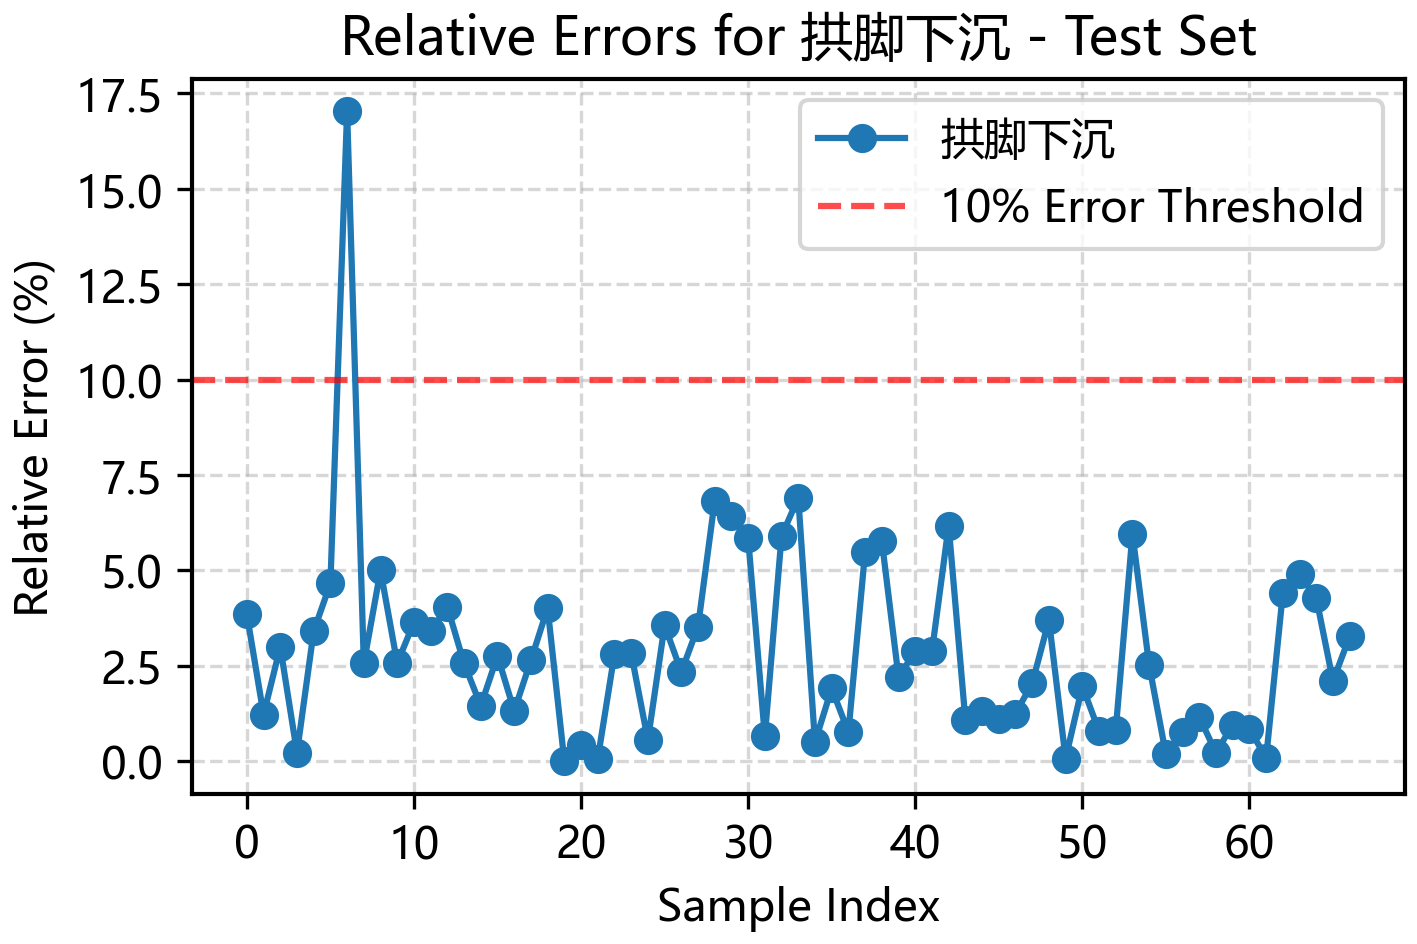 Relative Errors for 拱脚下沉 - Test Set
17.5
15.0
12.5
10.0
7.5
5.0
2.5
0.0
Relative Error (%)
拱脚下沉
10% Error Threshold
0 10 20 30 40 50 60
Sample Index